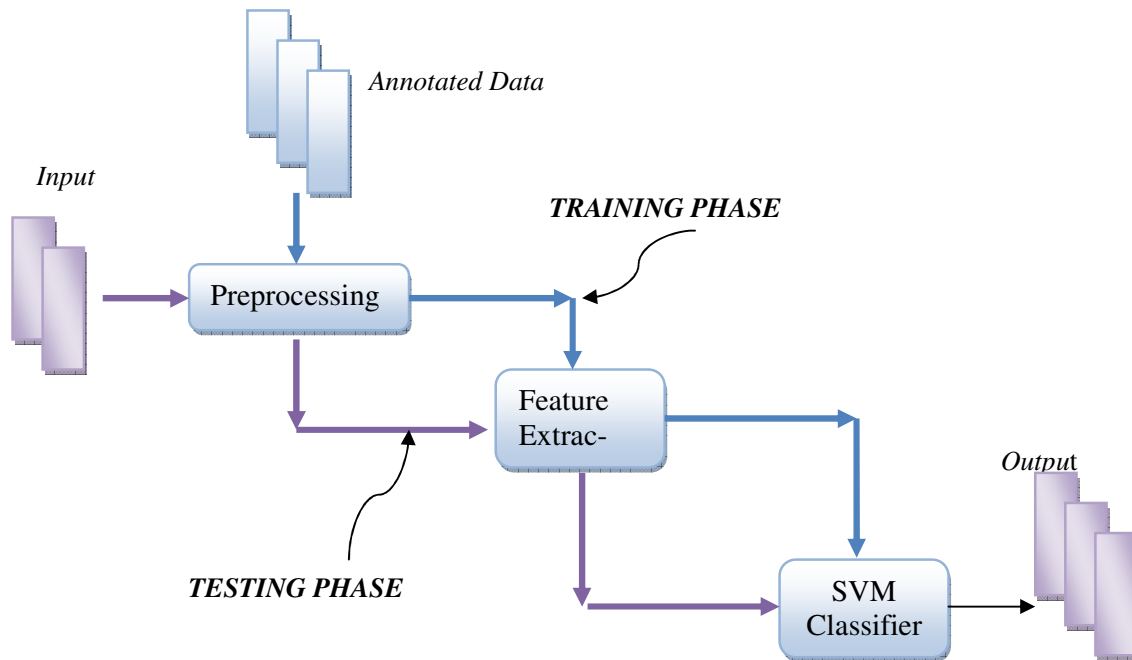 Annotated Data
Input
TRAINING PHASE
Preprocessing
Feature
Extrac-
Output
TESTING PHASE
SVM
Classifier